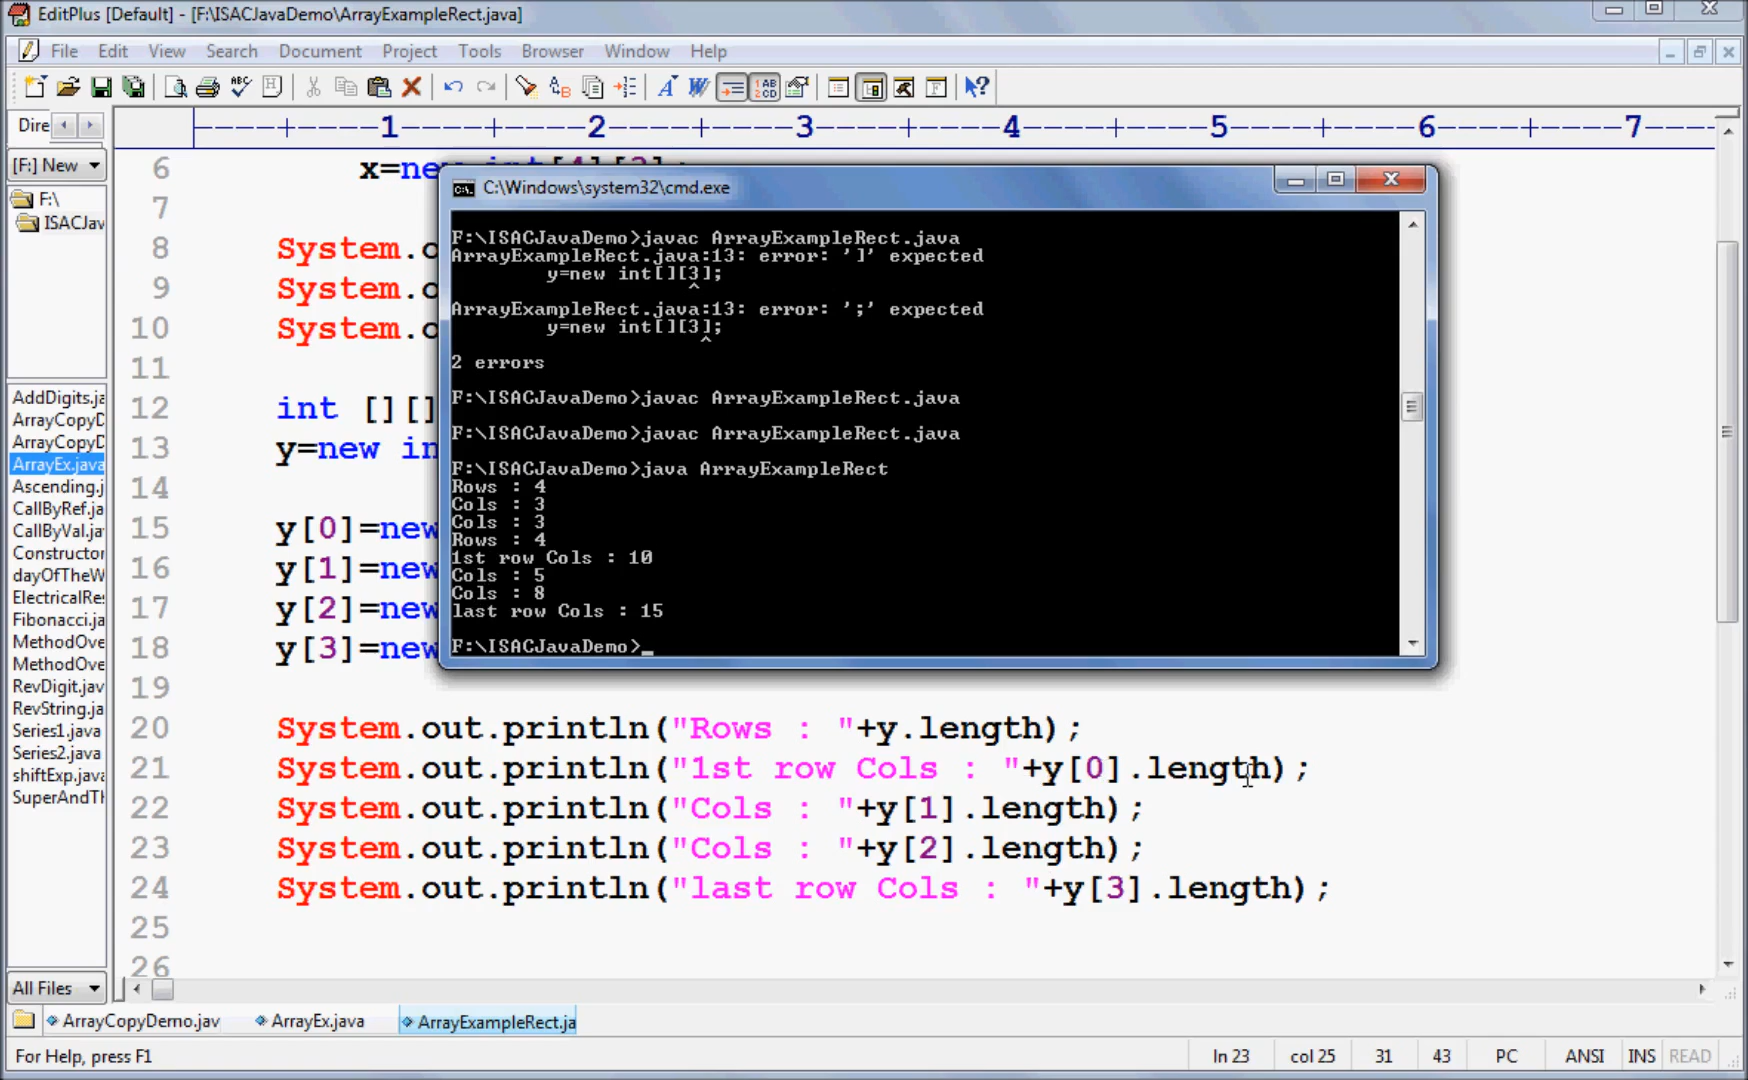 EditPlus [Default] - [F:\ISACJavaDemo\ArrayExampleRect.java]
File Edit View Search Document Project Tools Browser Window Help
Dire
----+----1----+----2----+----3----+----4----+----5----+----6----+----7----
[F:] New
F:\
ISACJav
6 x=new int[4][3];
7
8 System.o
9 System.o
10 System.o
11
12 int [][]
13 y=new in
14
15 y[0]=new
16 y[1]=new
17 y[2]=new
18 y[3]=new
19
20 System.out.println("Rows : "+y.length);
21 System.out.println("1st row Cols : "+y[0].length);
22 System.out.println("Cols : "+y[1].length);
23 System.out.println("Cols : "+y[2].length);
24 System.out.println("last row Cols : "+y[3].length);
25
26
C:\Windows\system32\cmd.exe
F:\ISACJavaDemo>javac ArrayExampleRect.java
ArrayExampleRect.java:13: error: ']' expected
y=new int[][3];
^
ArrayExampleRect.java:13: error: ';' expected
y=new int[][3];
^
2 errors
F:\ISACJavaDemo>javac ArrayExampleRect.java
F:\ISACJavaDemo>javac ArrayExampleRect.java
F:\ISACJavaDemo>java ArrayExampleRect
Rows : 4
Cols : 3
Cols : 3
Rows : 4
1st row Cols : 10
Cols : 5
Cols : 8
last row Cols : 15
F:\ISACJavaDemo>_
AddDigits.ja
ArrayCopyD
ArrayCopyD
ArrayEx.java
Ascending.j
CallByRef.ja
CallByVal.ja
Constructor
dayOfTheW
ElectricalRes
Fibonacci.ja
MethodOve
MethodOve
RevDigit.jav
RevString.ja
Series1.java
Series2.java
shiftExp.java
SuperAndTh
All Files
ArrayCopyDemo.jav ArrayEx.java ArrayExampleRect.ja
For Help, press F1 ln 23 col 25 31 43 PC ANSI INS READ